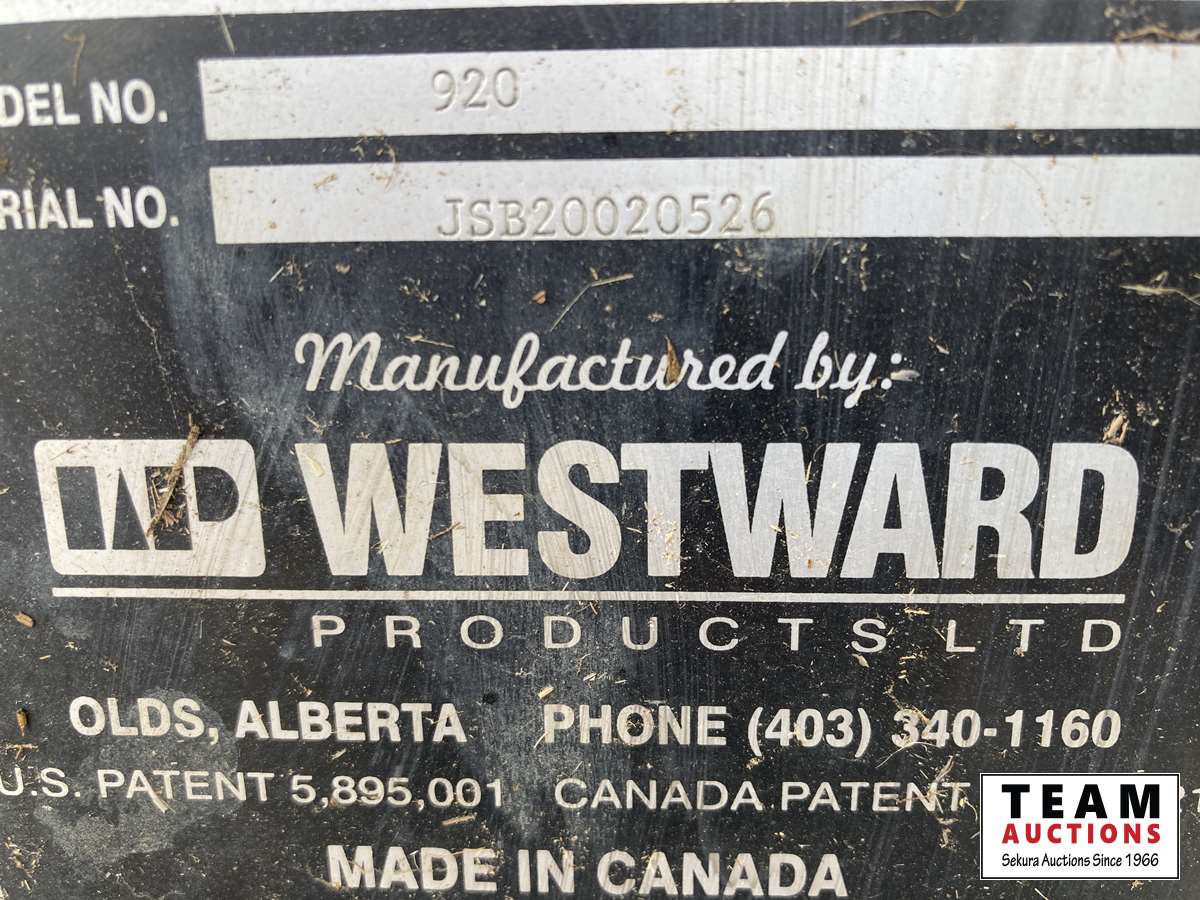 DEL NO. 920
RIAL NO. JSB20020526
Manufactured by:
WESTWARD
PRODUCTS LTD
OLDS, ALBERTA PHONE (403) 340-1160
U.S. PATENT 5,895,001 CANADA PATENT
MADE IN CANADA
TEAM
AUCTIONS
Sekura Auctions Since 1966